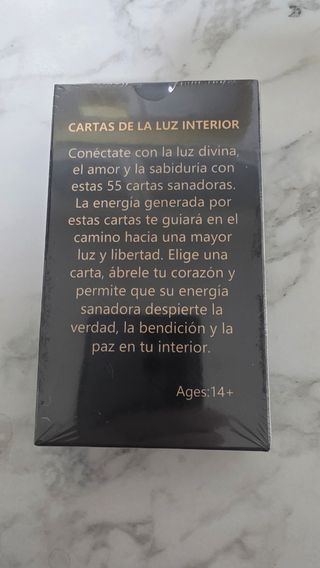 CARTAS DE LA LUZ INTERIOR
Conéctate con la luz divina,
el amor y la sabiduria con
estas 55 cartas sanadoras.
La energía generada por
estas cartas te guiará en el
camino hacia una mayor
luz y libertad. Elige una
carta, ábrele tu corazón y
permite que su energía
sanadora despierte la
verdad, la bendición y la
paz en tu interior.
Ages:14+